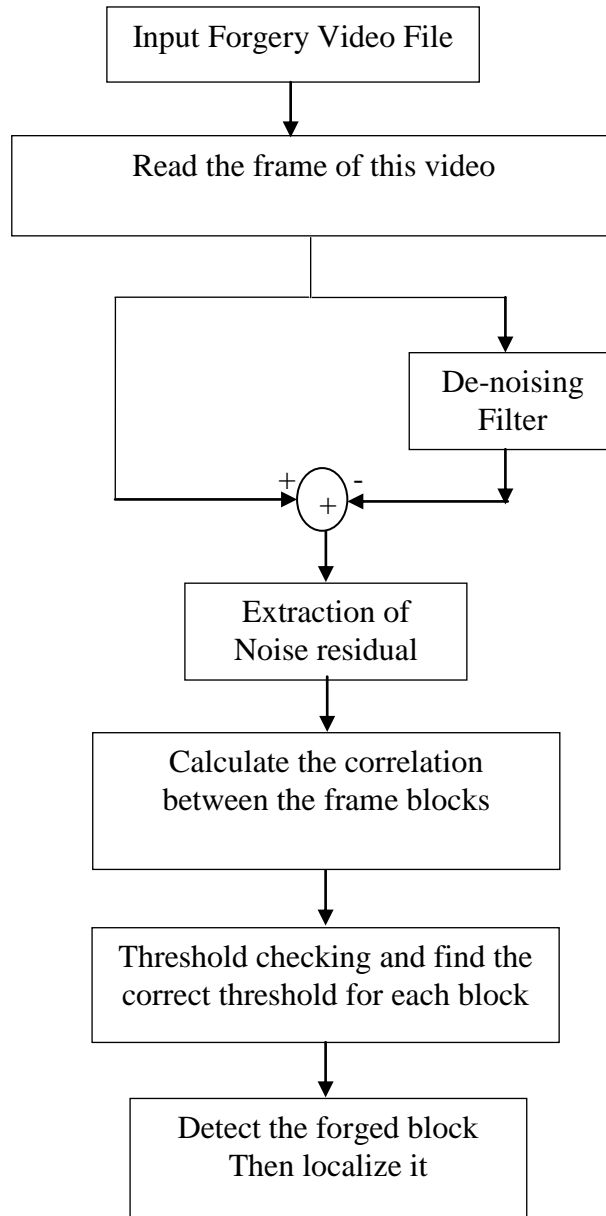 Input Forgery Video File
Read the frame of this video
De-noising
Filter
+ -
+
Extraction of
Noise residual
Calculate the correlation
between the frame blocks
Threshold checking and find the
correct threshold for each block
Detect the forged block
Then localize it